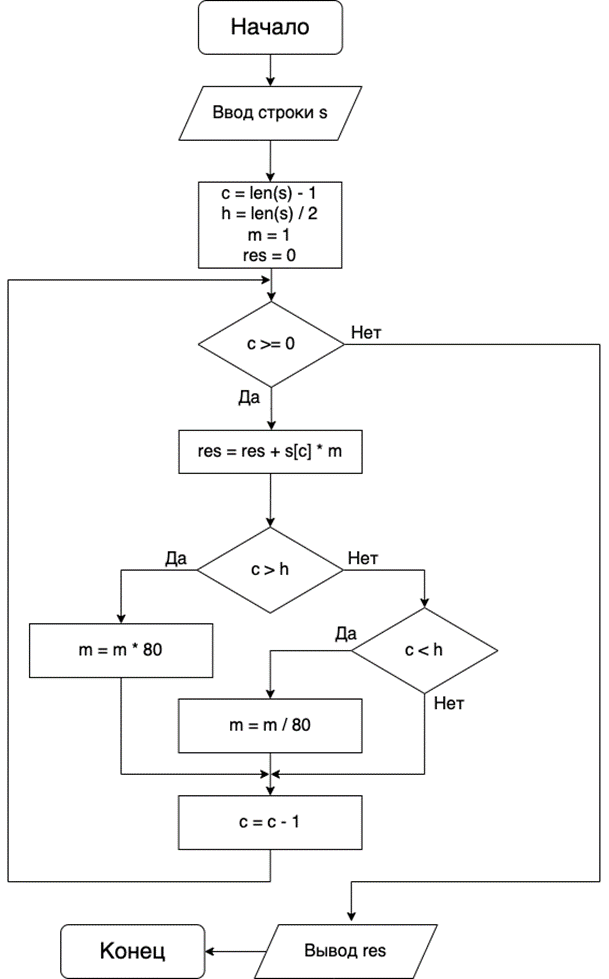 Начало
Ввод строки s
c = len(s) - 1
h = len(s) / 2
m = 1
res = 0
c >= 0
Нет
Да
res = res + s[c] * m
Да
c > h
Нет
m = m * 80
Да
c < h
Нет
m = m / 80
c = c - 1
Конец
Вывод res